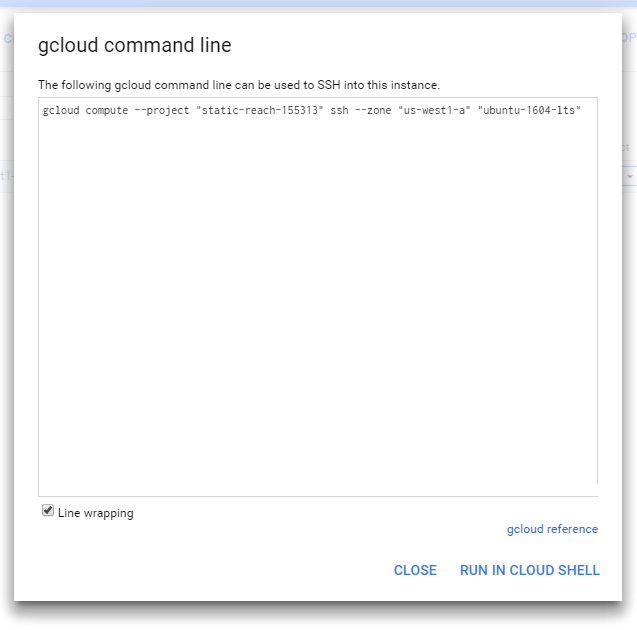 gcloud command line
The following gcloud command line can be used to SSH into this instance.
gcloud compute --project "static-reach-155313" ssh --zone "us-west1-a" "ubuntu-1604-lts"
Line wrapping
gcloud reference
CLOSE RUN IN CLOUD SHELL